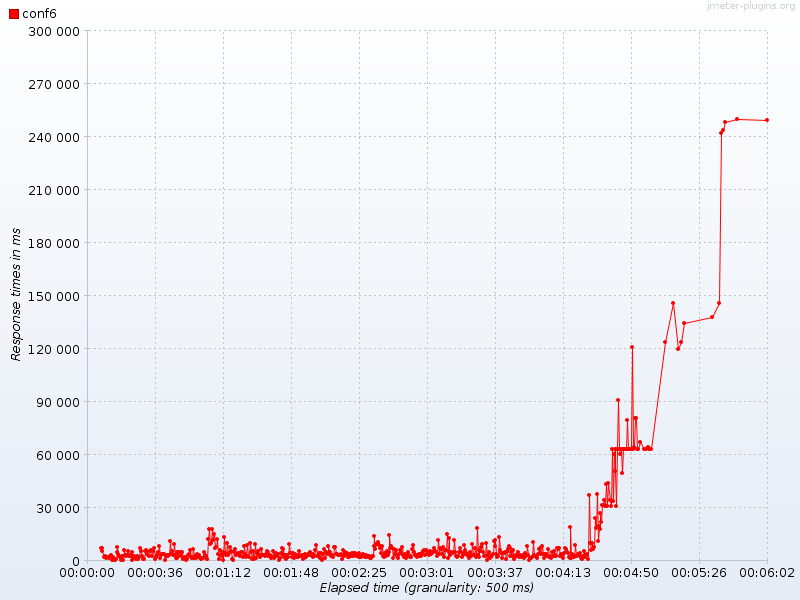 jmeter-plugins.org
conf6
300 000
270 000
240 000
210 000
180 000
150 000
120 000
90 000
60 000
30 000
0
Response times in ms
00:00:00 00:00:36 00:01:12 00:01:48 00:02:25 00:03:01 00:03:37 00:04:13 00:04:50 00:05:26 00:06:02
Elapsed time (granularity: 500 ms)